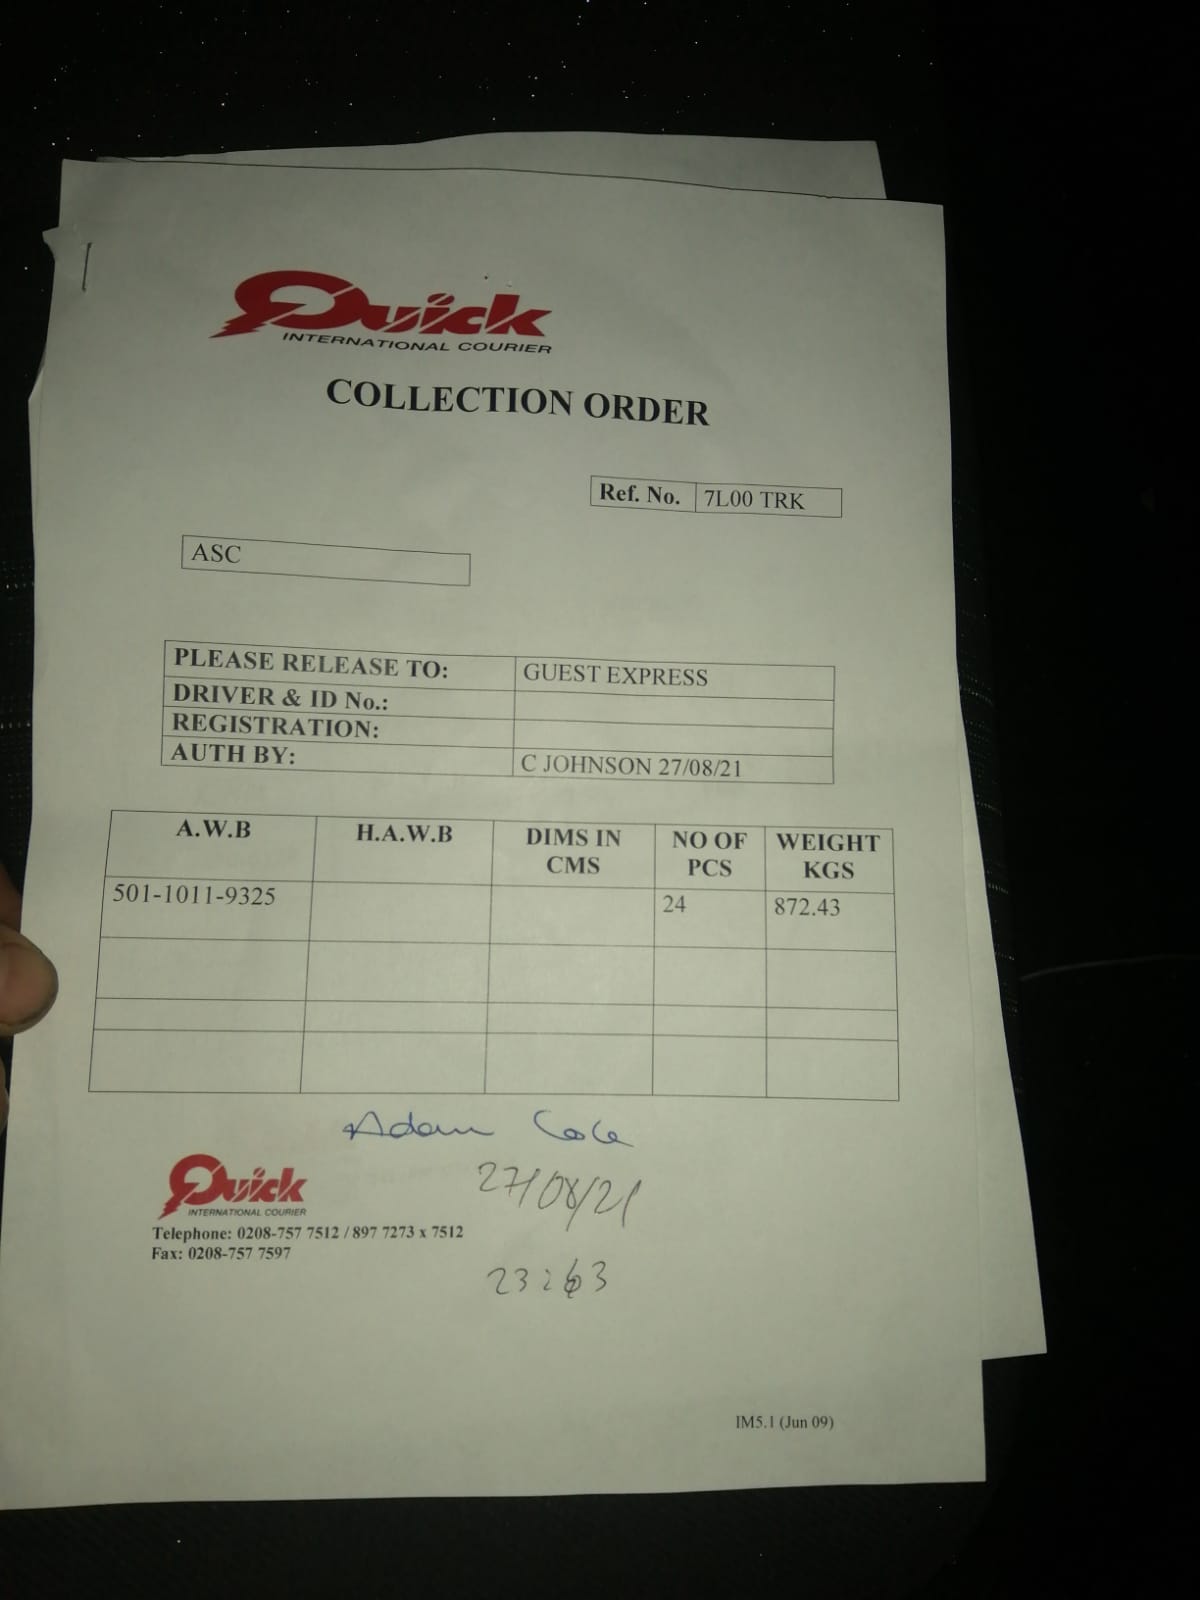 Quick
INTERNATIONAL COURIER
COLLECTION ORDER
Ref. No. 7L00 TRK
ASC
PLEASE RELEASE TO: GUEST EXPRESS
DRIVER & ID No.:
REGISTRATION:
AUTH BY: C JOHNSON 27/08/21
A.W.B H.A.W.B DIMS IN CMS NO OF PCS WEIGHT KGS
501-1011-9325 24 872.43
Adam Cole
27/08/21
Quick
INTERNATIONAL COURIER
Telephone: 0208-757 7512 / 897 7273 x 7512
Fax: 0208-757 7597
IM5.1 (Jun 09)